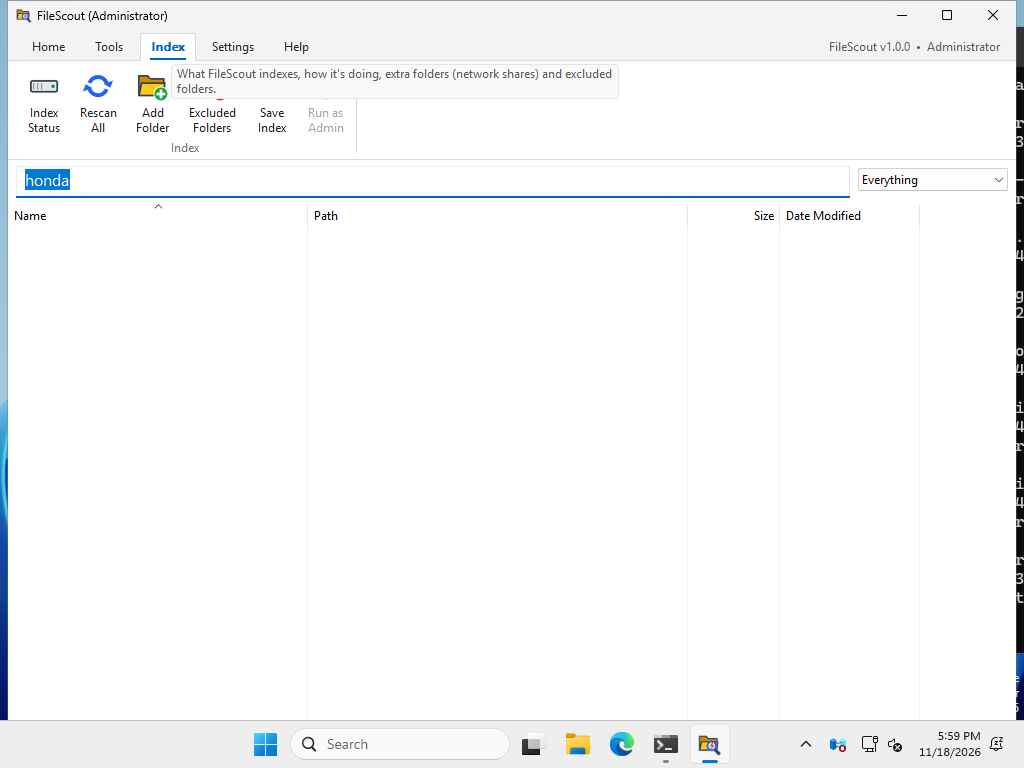 FileScout (Administrator)
Home Tools Index Settings Help FileScout v1.0.0 • Administrator
What FileScout indexes, how it's doing, extra folders (network shares) and excluded
folders.
Index Rescan Add Excluded Save Run as
Status All Folder Folders Index Admin
Index
honda Everything
Name Path Size Date Modified
Search 5:59 PM
11/18/2026